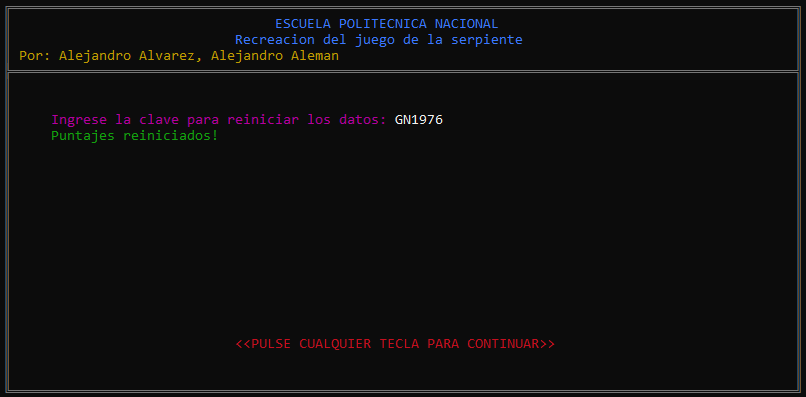 ESCUELA POLITECNICA NACIONAL
Recreacion del juego de la serpiente
Por: Alejandro Alvarez, Alejandro Aleman
Ingrese la clave para reiniciar los datos: GN1976
Puntajes reiniciados!
<<PULSE CUALQUIER TECLA PARA CONTINUAR>>